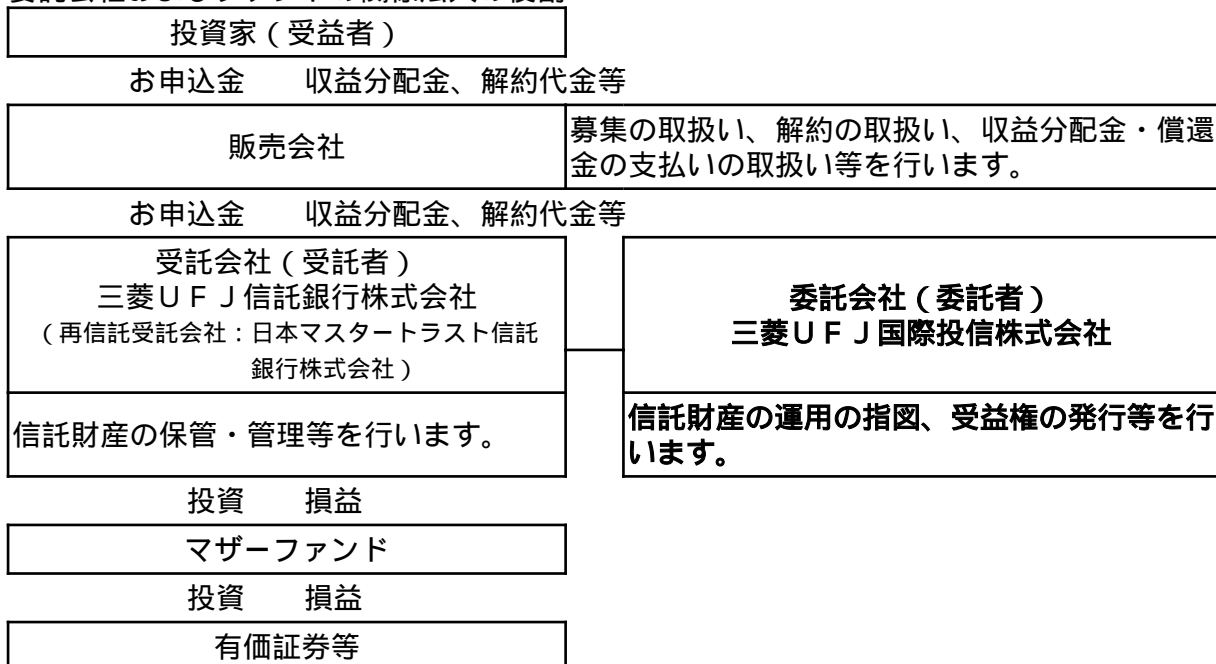 投資家（受益者）
お申込金　　収益分配金、解約代金等
販売会社
募集の取扱い、解約の取扱い、収益分配金・償還
金の支払いの取扱い等を行います。
お申込金　　収益分配金、解約代金等
受託会社（受託者）
三菱ＵＦＪ信託銀行株式会社
（再信託受託会社：日本マスタートラスト信託
銀行株式会社）
委託会社（委託者）
三菱ＵＦＪ国際投信株式会社
信託財産の保管・管理等を行います。
信託財産の運用の指図、受益権の発行等を行
います。
投資　　損益
マザーファンド
投資　　損益
有価証券等